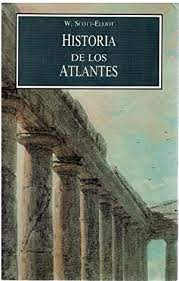 W. SCOTT-ELLIOT
HISTORIA
DE LOS
ATLANTES